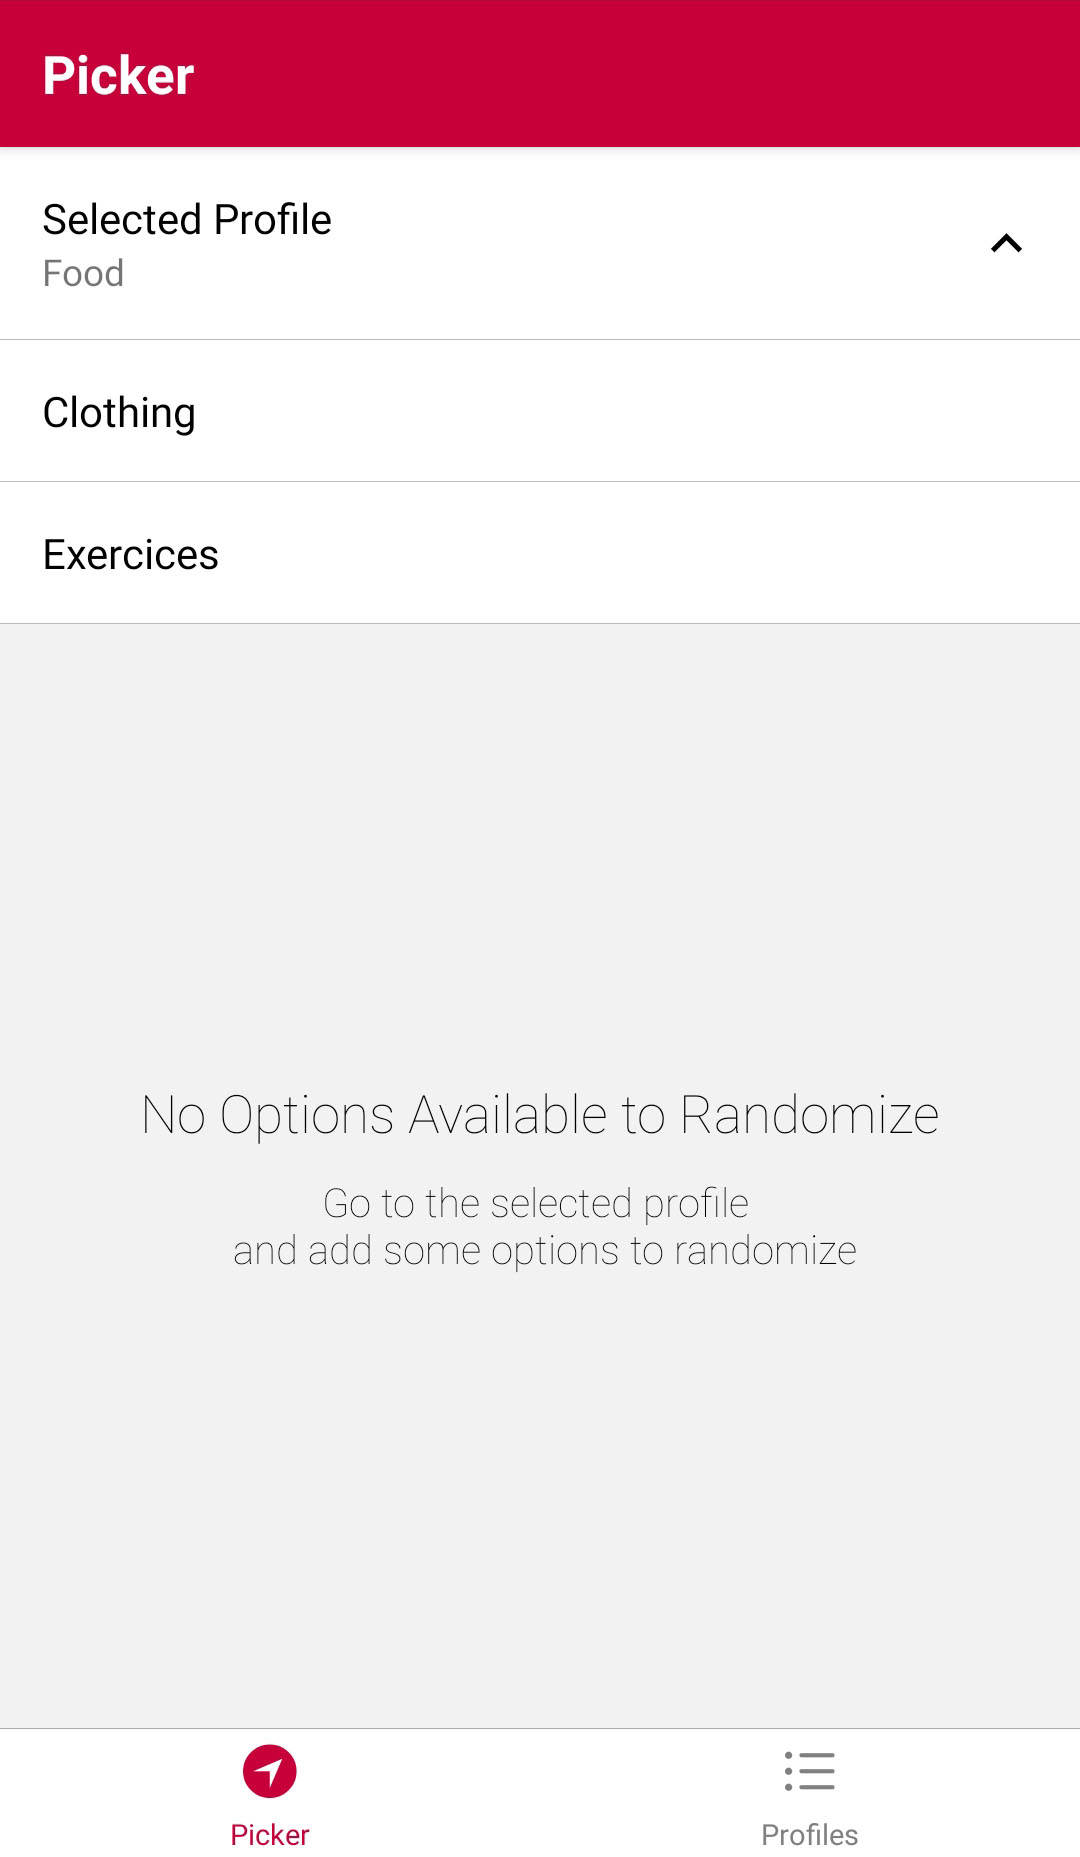 Picker
Selected Profile
Food
Clothing
Exercices
No Options Available to Randomize
Go to the selected profile
and add some options to randomize
Picker
Profiles